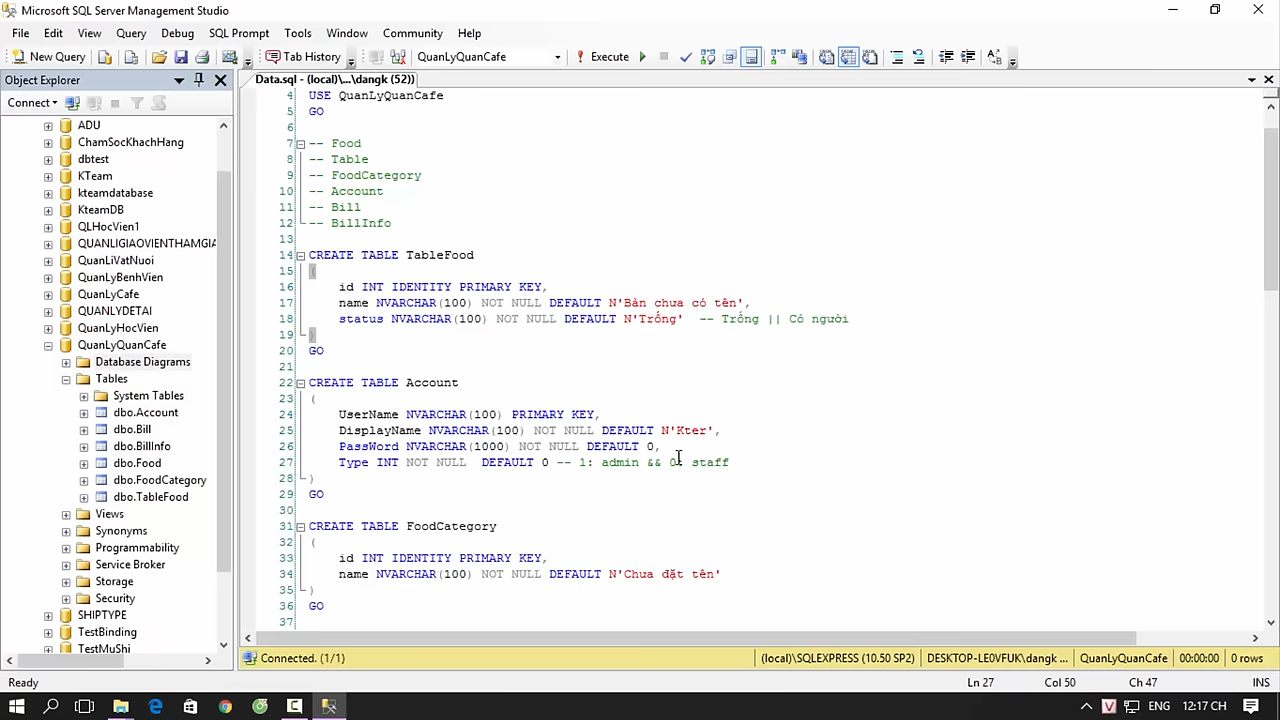 Microsoft SQL Server Management Studio
File Edit View Query Debug SQL Prompt Tools Window Community Help
New Query Tab History QuanLyQuanCafe Execute
Object Explorer
Data.sql - (local)\...\dangk (52))
Connect
ADU
ChamSocKhachHang
dbtest
KTeam
kteamdatabase
KteamDB
QLHocVien1
QUANLIGIAOVIENTHAMGIA
QuanLiVatNuoi
QuanLyBenhVien
QuanLyCafe
QUANLYDETAI
QuanLyHocVien
QuanLyQuanCafe
Database Diagrams
Tables
System Tables
dbo.Account
dbo.Bill
dbo.BillInfo
dbo.Food
dbo.FoodCategory
dbo.TableFood
Views
Synonyms
Programmability
Service Broker
Storage
Security
SHIPTYPE
TestBinding
TestMuShi
4 USE QuanLyQuanCafe
5 GO
6
7 -- Food
8 -- Table
9 -- FoodCategory
10 -- Account
11 -- Bill
12 -- BillInfo
13
14 CREATE TABLE TableFood
15 (
16 id INT IDENTITY PRIMARY KEY,
17 name NVARCHAR(100) NOT NULL DEFAULT N'Bàn chưa có tên',
18 status NVARCHAR(100) NOT NULL DEFAULT N'Trống' -- Trống || Có người
19 )
20 GO
21
22 CREATE TABLE Account
23 (
24 UserName NVARCHAR(100) PRIMARY KEY,
25 DisplayName NVARCHAR(100) NOT NULL DEFAULT N'Kter',
26 PassWord NVARCHAR(1000) NOT NULL DEFAULT 0,
27 Type INT NOT NULL DEFAULT 0 -- 1: admin && 0: staff
28 )
29 GO
30
31 CREATE TABLE FoodCategory
32 (
33 id INT IDENTITY PRIMARY KEY,
34 name NVARCHAR(100) NOT NULL DEFAULT N'Chưa đặt tên'
35 )
36 GO
37
Connected. (1/1) (local)\SQLEXPRESS (10.50 SP2) DESKTOP-LE0VFUK\dangk ... QuanLyQuanCafe 00:00:00 0 rows
Ready Ln 27 Col 50 Ch 47 INS
ENG 12:17 CH